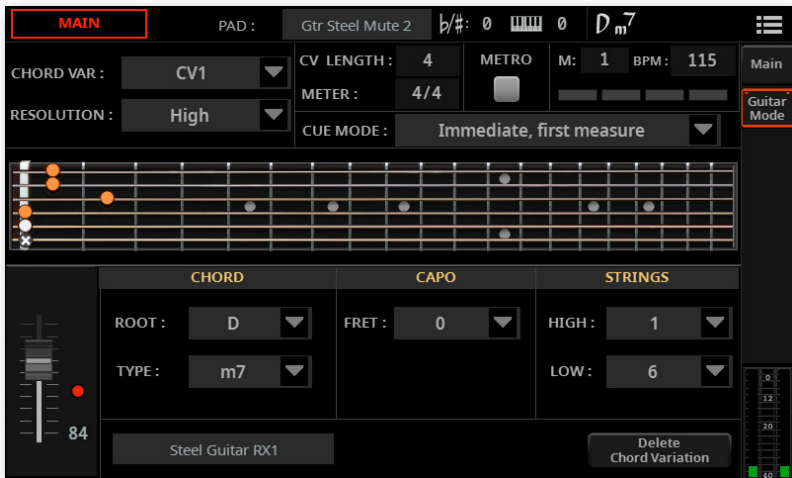 MAIN
PAD :
Gtr Steel Mute 2
♭/#: 0
0
Dm7
CHORD VAR :
CV1
CV LENGTH :
4
METRO
M: 1
BPM : 115
Main
METER :
4/4
Guitar
Mode
RESOLUTION :
High
CUE MODE :
Immediate, first measure
x
CHORD
CAPO
STRINGS
ROOT :
D
FRET :
0
HIGH :
1
TYPE :
m7
LOW :
6
0
12
20
40
84
Steel Guitar RX1
Delete
Chord Variation